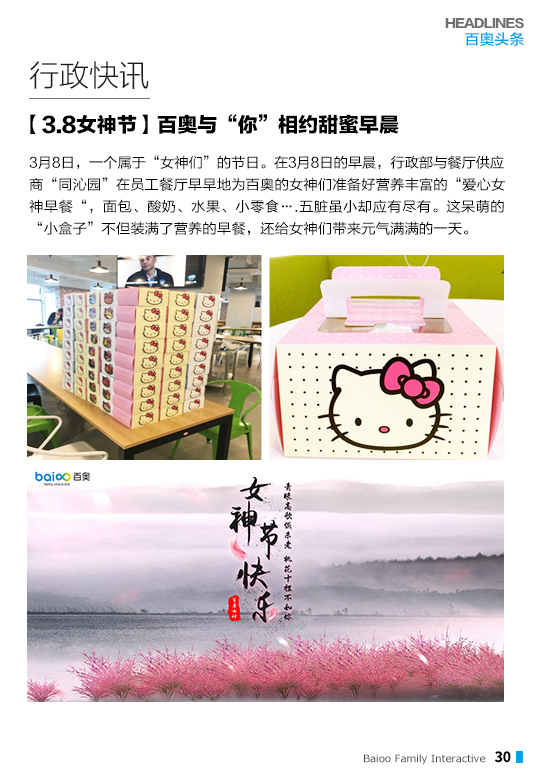 HEADLINES
百奥头条
行政快讯
【3.8女神节】百奥与“你”相约甜蜜早晨
3月8日，一个属于“女神们”的节日。在3月8日的早晨，行政部与餐厅供应
商“同沁园”在员工餐厅早早地为百奥的女神们准备好营养丰富的“爱心女
神早餐“，面包、酸奶、水果、小零食….五脏虽小却应有尽有。这呆萌的
“小盒子”不但装满了营养的早餐，还给女神们带来元气满满的一天。
baioo 百奥
family interactive
女神节快乐
青眼高歌俱未老 桃花十里不如你
Baioo Family Interactive 30